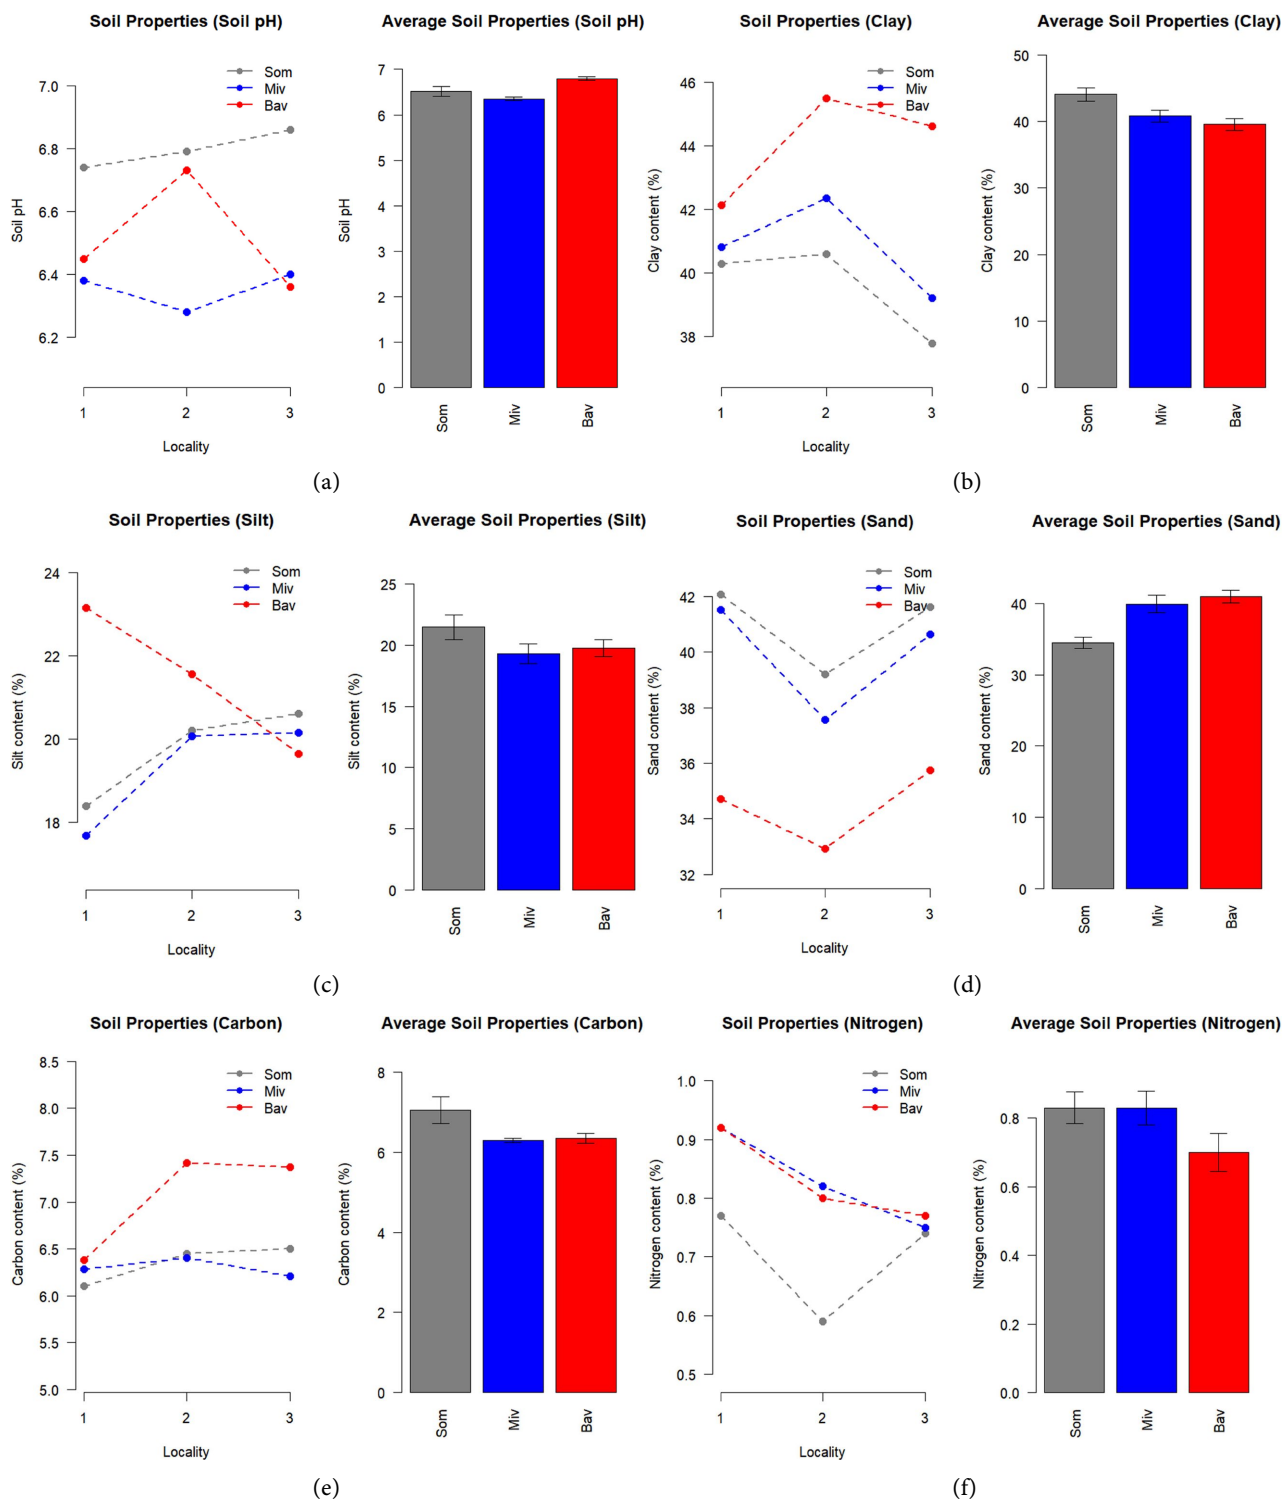 Soil Properties (Soil pH)
Average Soil Properties (Soil pH)
Soil Properties (Clay)
Average Soil Properties (Clay)
Som
Miv
Bav
7.0
6.8
6.6
6.4
6.2
Soil pH
1
2
3
Locality
7
6
5
4
3
2
1
0
Soil pH
Som
Miv
Bav
(a)
Som
Miv
Bav
46
44
42
40
38
Clay content (%)
1
2
3
Locality
50
40
30
20
10
0
Clay content (%)
Som
Miv
Bav
(b)
Soil Properties (Silt)
Average Soil Properties (Silt)
Soil Properties (Sand)
Average Soil Properties (Sand)
Som
Miv
Bav
24
22
20
18
Silt content (%)
1
2
3
Locality
25
20
15
10
5
0
Silt content (%)
Som
Miv
Bav
(c)
Som
Miv
Bav
42
40
38
36
34
32
Sand content (%)
1
2
3
Locality
40
30
20
10
0
Sand content (%)
Som
Miv
Bav
(d)
Soil Properties (Carbon)
Average Soil Properties (Carbon)
Soil Properties (Nitrogen)
Average Soil Properties (Nitrogen)
Som
Miv
Bav
8.5
8.0
7.5
7.0
6.5
6.0
5.5
5.0
Carbon content (%)
1
2
3
Locality
8
6
4
2
0
Carbon content (%)
Som
Miv
Bav
(e)
Som
Miv
Bav
1.0
0.9
0.8
0.7
0.6
0.5
Nitrogen content (%)
1
2
3
Locality
0.8
0.6
0.4
0.2
0.0
Nitrogen content (%)
Som
Miv
Bav
(f)